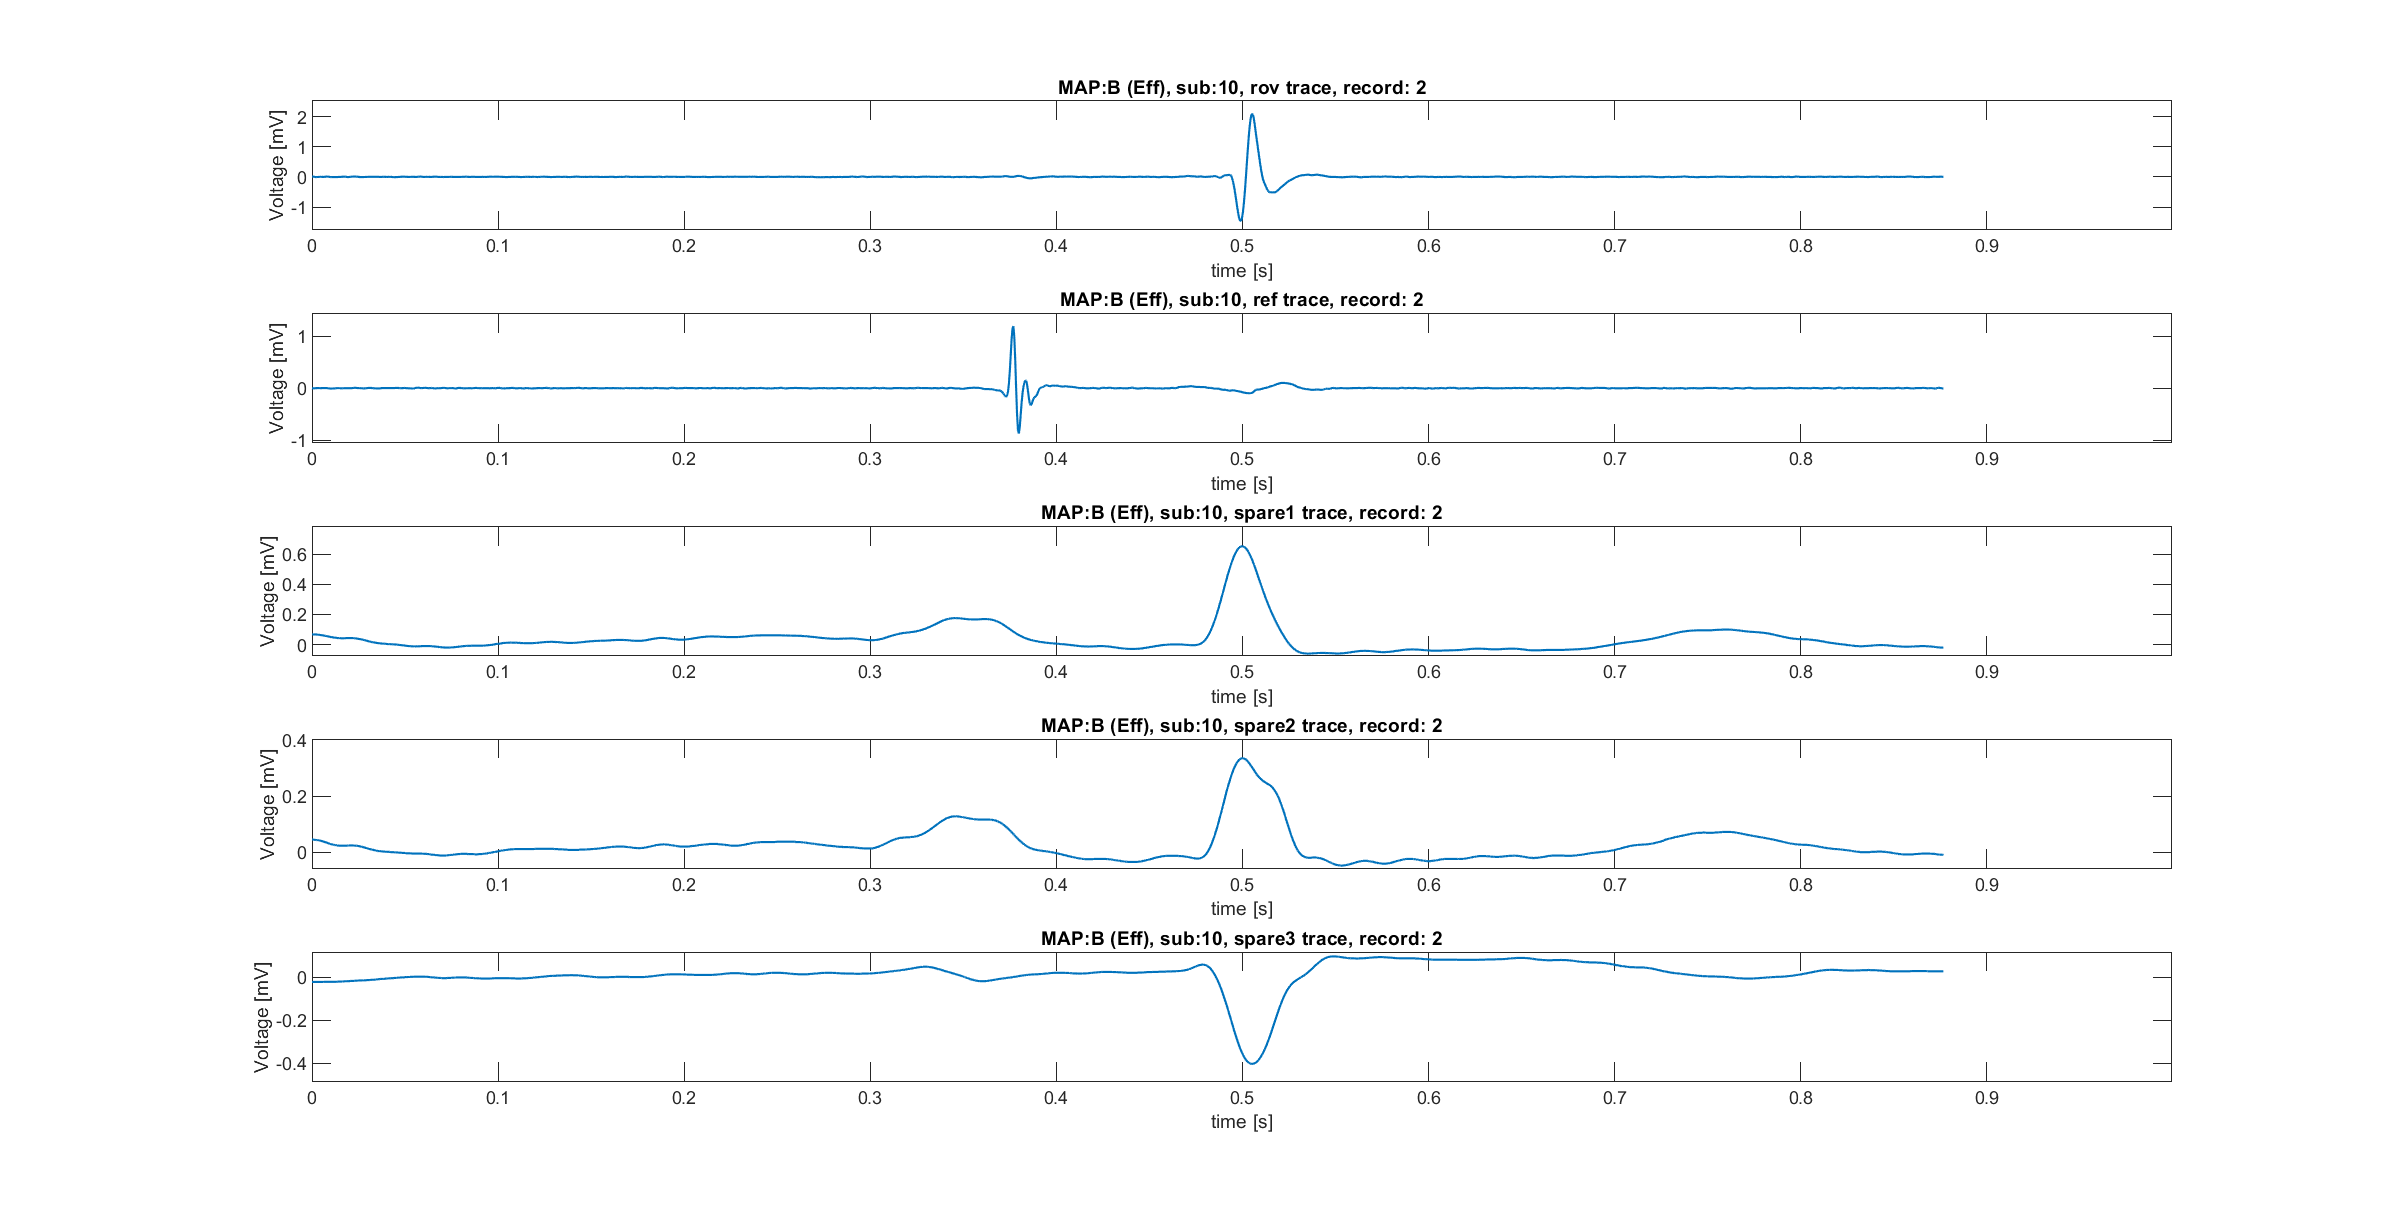 MAP:B (Eff), sub:10, rov trace, record: 2
Voltage [mV]
2
1
0
-1
0 0.1 0.2 0.3 0.4 0.5 0.6 0.7 0.8 0.9
time [s]
MAP:B (Eff), sub:10, ref trace, record: 2
Voltage [mV]
1
0
-1
0 0.1 0.2 0.3 0.4 0.5 0.6 0.7 0.8 0.9
time [s]
MAP:B (Eff), sub:10, spare1 trace, record: 2
Voltage [mV]
0.6
0.4
0.2
0
0 0.1 0.2 0.3 0.4 0.5 0.6 0.7 0.8 0.9
time [s]
MAP:B (Eff), sub:10, spare2 trace, record: 2
Voltage [mV]
0.4
0.2
0
0 0.1 0.2 0.3 0.4 0.5 0.6 0.7 0.8 0.9
time [s]
MAP:B (Eff), sub:10, spare3 trace, record: 2
Voltage [mV]
0
-0.2
-0.4
0 0.1 0.2 0.3 0.4 0.5 0.6 0.7 0.8 0.9
time [s]